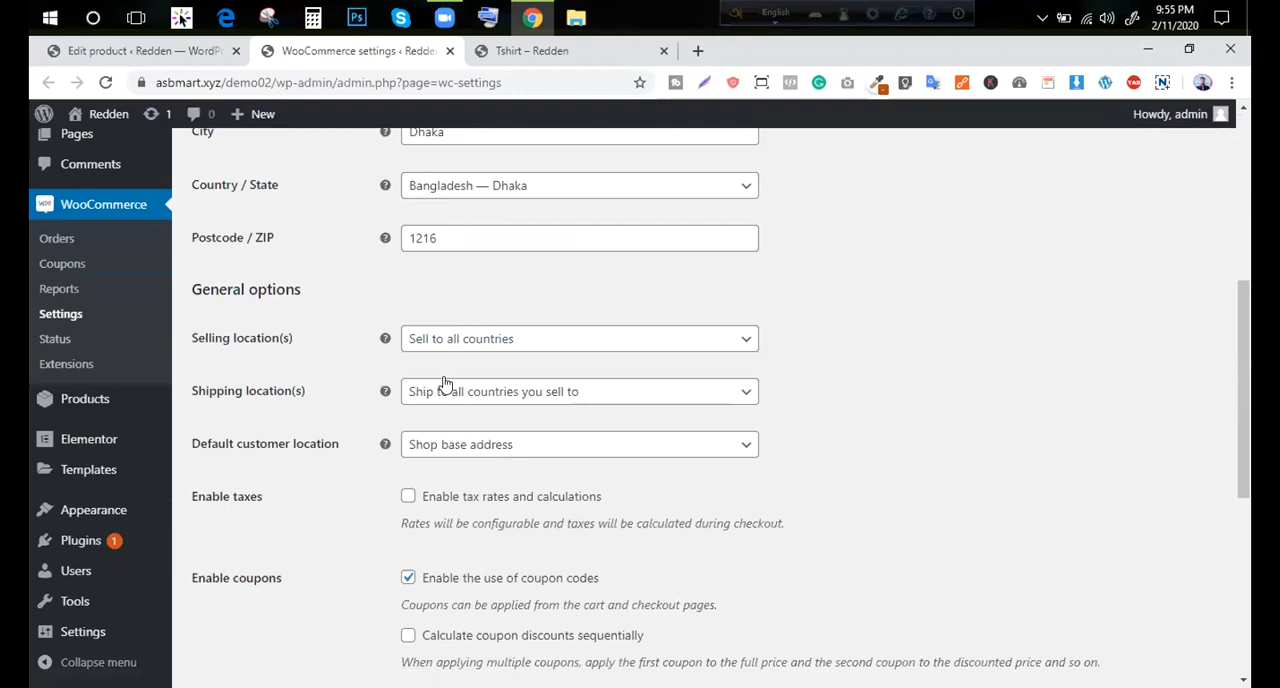 English
9:55 PM
2/11/2020
Edit product ‹ Redden — WordP
WooCommerce settings ‹ Redde
Tshirt – Redden
asbmart.xyz/demo02/wp-admin/admin.php?page=wc-settings
Redden
1
0
New
Howdy, admin
Pages
Comments
WooCommerce
Orders
Coupons
Reports
Settings
Status
Extensions
Products
Elementor
Templates
Appearance
Plugins 1
Users
Tools
Settings
Collapse menu
City
Dhaka
Country / State
Bangladesh — Dhaka
Postcode / ZIP
1216
General options
Selling location(s)
Sell to all countries
Shipping location(s)
Ship to all countries you sell to
Default customer location
Shop base address
Enable taxes
Enable tax rates and calculations
Rates will be configurable and taxes will be calculated during checkout.
Enable coupons
Enable the use of coupon codes
Coupons can be applied from the cart and checkout pages.
Calculate coupon discounts sequentially
When applying multiple coupons, apply the first coupon to the full price and the second coupon to the discounted price and so on.